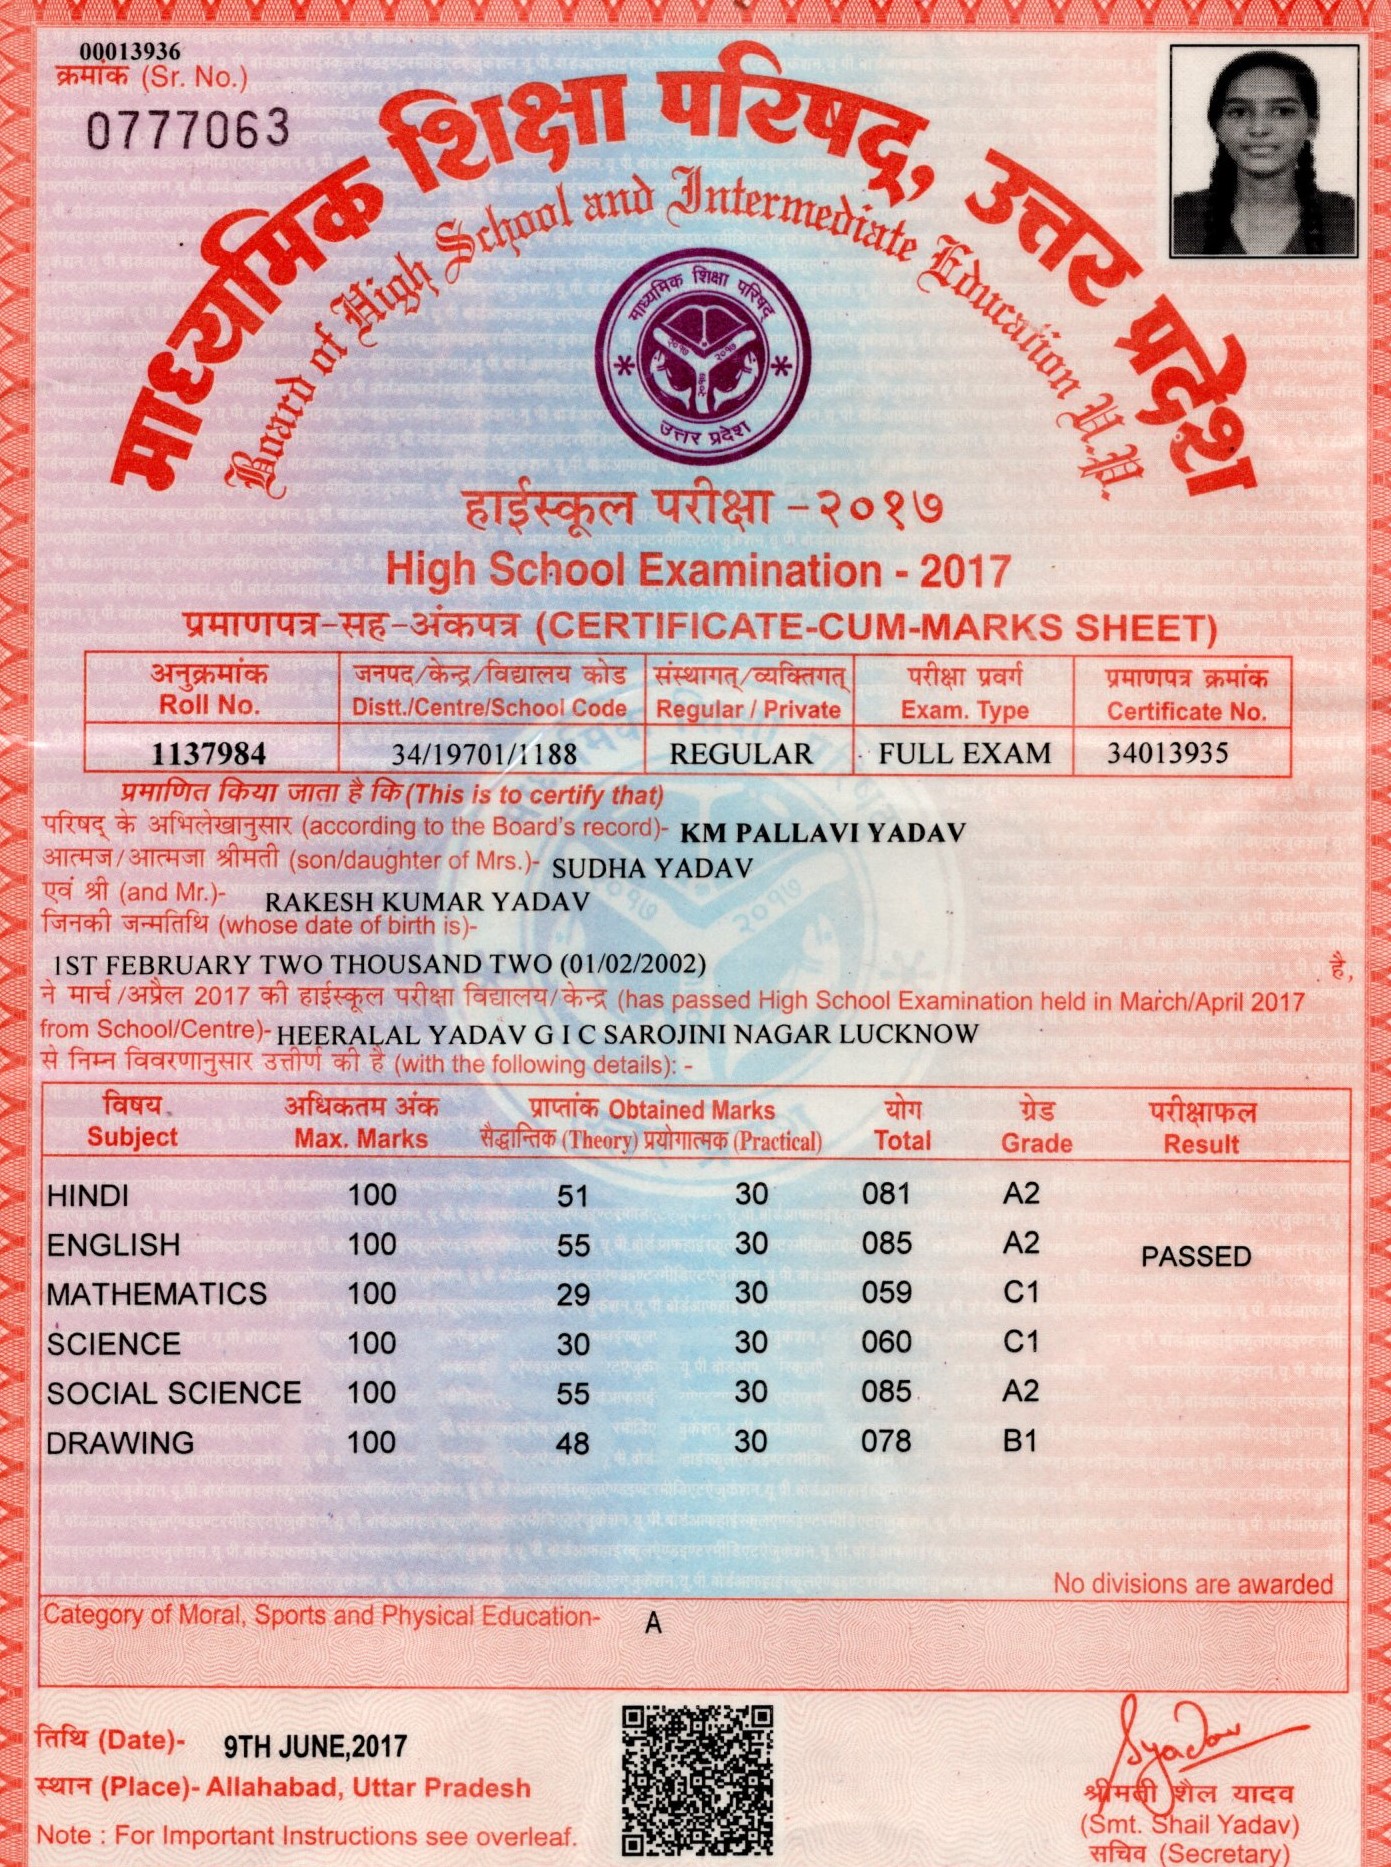 00013936
क्रमांक (Sr. No.)
0777063
माध्यमिक शिक्षा परिषद्, उत्तर प्रदेश
Board of High School and Intermediate Education U.P.
माध्यमिक शिक्षा परिषद्
२०१७ २०१७
२०१७
उत्तर प्रदेश
हाईस्कूल परीक्षा -२०१७
High School Examination - 2017
प्रमाणपत्र-सह-अंकपत्र (CERTIFICATE-CUM-MARKS SHEET)
अनुक्रमांक जनपद/केन्द्र/विद्यालय कोड संस्थागत्/व्यक्तिगत् परीक्षा प्रवर्ग प्रमाणपत्र क्रमांक
Roll No. Distt./Centre/School Code Regular / Private Exam. Type Certificate No.
1137984 34/19701/1188 REGULAR FULL EXAM 34013935
प्रमाणित किया जाता है कि (This is to certify that)
परिषद् के अभिलेखानुसार (according to the Board's record)- KM PALLAVI YADAV
आत्मज/आत्मजा श्रीमती (son/daughter of Mrs.)- SUDHA YADAV
एवं श्री (and Mr.)- RAKESH KUMAR YADAV
जिनकी जन्मतिथि (whose date of birth is)-
1ST FEBRUARY TWO THOUSAND TWO (01/02/2002) है,
ने मार्च/अप्रैल 2017 की हाईस्कूल परीक्षा विद्यालय/केन्द्र (has passed High School Examination held in March/April 2017
from School/Centre)- HEERALAL YADAV G I C SAROJINI NAGAR LUCKNOW
से निम्न विवरणानुसार उत्तीर्ण की है (with the following details): -
विषय अधिकतम अंक प्राप्तांक Obtained Marks योग ग्रेड परीक्षाफल
Subject Max. Marks सैद्धान्तिक (Theory) प्रयोगात्मक (Practical) Total Grade Result
HINDI 100 51 30 081 A2
ENGLISH 100 55 30 085 A2 PASSED
MATHEMATICS 100 29 30 059 C1
SCIENCE 100 30 30 060 C1
SOCIAL SCIENCE 100 55 30 085 A2
DRAWING 100 48 30 078 B1
No divisions are awarded
Category of Moral, Sports and Physical Education- A
तिथि (Date)- 9TH JUNE,2017
स्थान (Place)- Allahabad, Uttar Pradesh
Note : For Important Instructions see overleaf.
Syadav
श्रीमती शैल यादव
(Smt. Shail Yadav)
सचिव (Secretary)